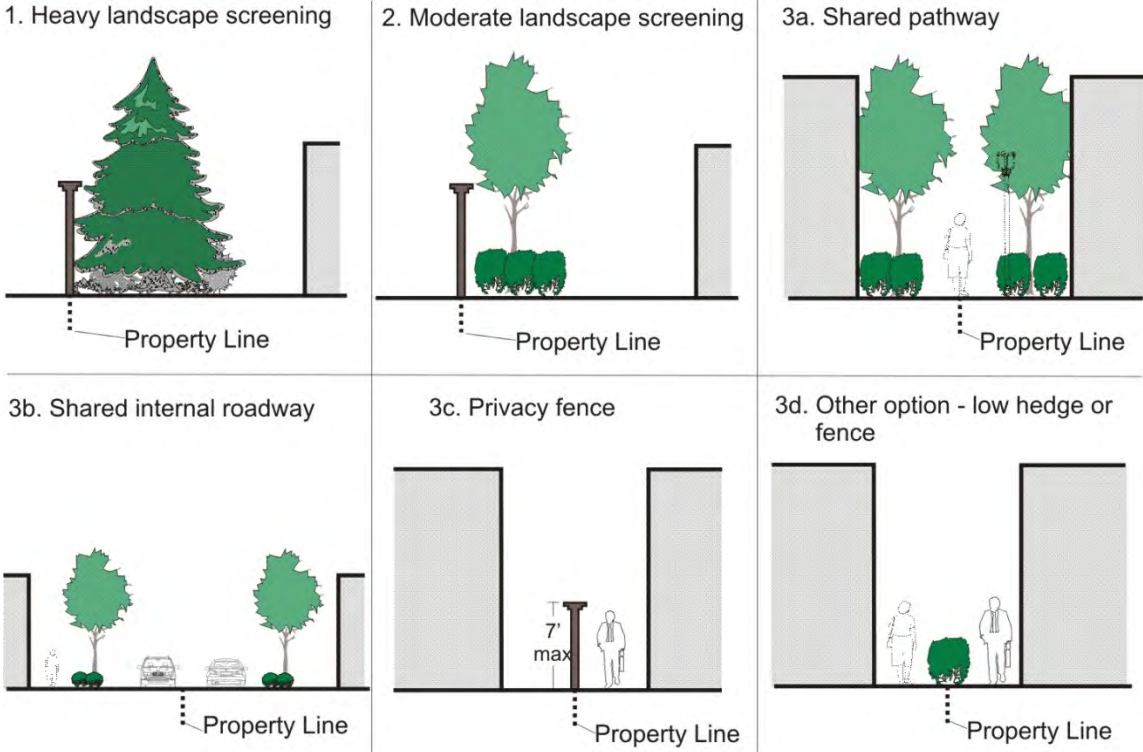 1. Heavy landscape screening
Property Line
2. Moderate landscape screening
Property Line
3a. Shared pathway
Property Line
3b. Shared internal roadway
Property Line
3c. Privacy fence
7'
max
Property Line
3d. Other option - low hedge or
fence
Property Line